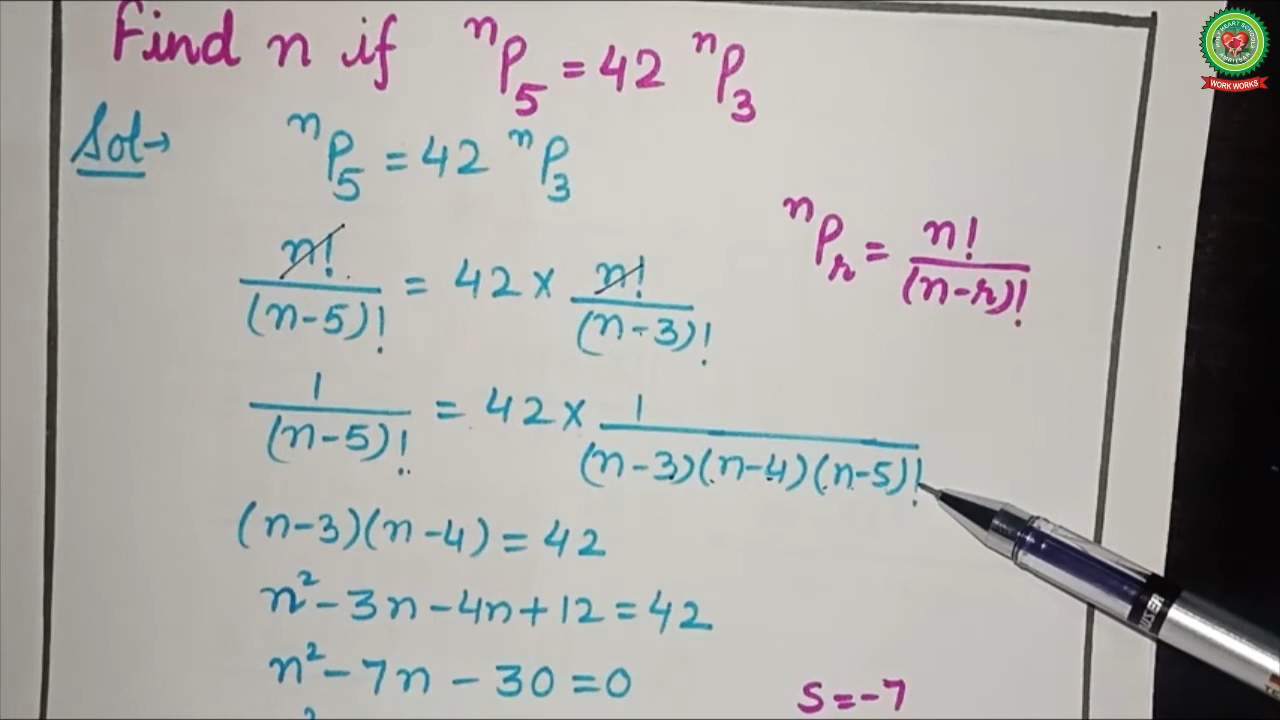 Find n if ⁿP₅ = 42 ⁿP₃
Sol→ ⁿP₅ = 42 ⁿP₃
ⁿPᵣ = n!/(n-r)!
n!/(n-5)! = 42 × n!/(n-3)!
1/(n-5)! = 42 × 1/(n-3)(n-4)(n-5)!
(n-3)(n-4) = 42
n² - 3n - 4n + 12 = 42
n² - 7n - 30 = 0
S = -7
WORK WORKS